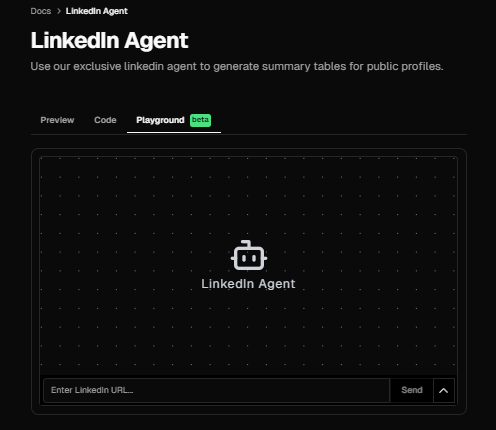 Docs > LinkedIn Agent
LinkedIn Agent
Use our exclusive linkedin agent to generate summary tables for public profiles.
Preview Code Playground beta
LinkedIn Agent
Enter LinkedIn URL... Send